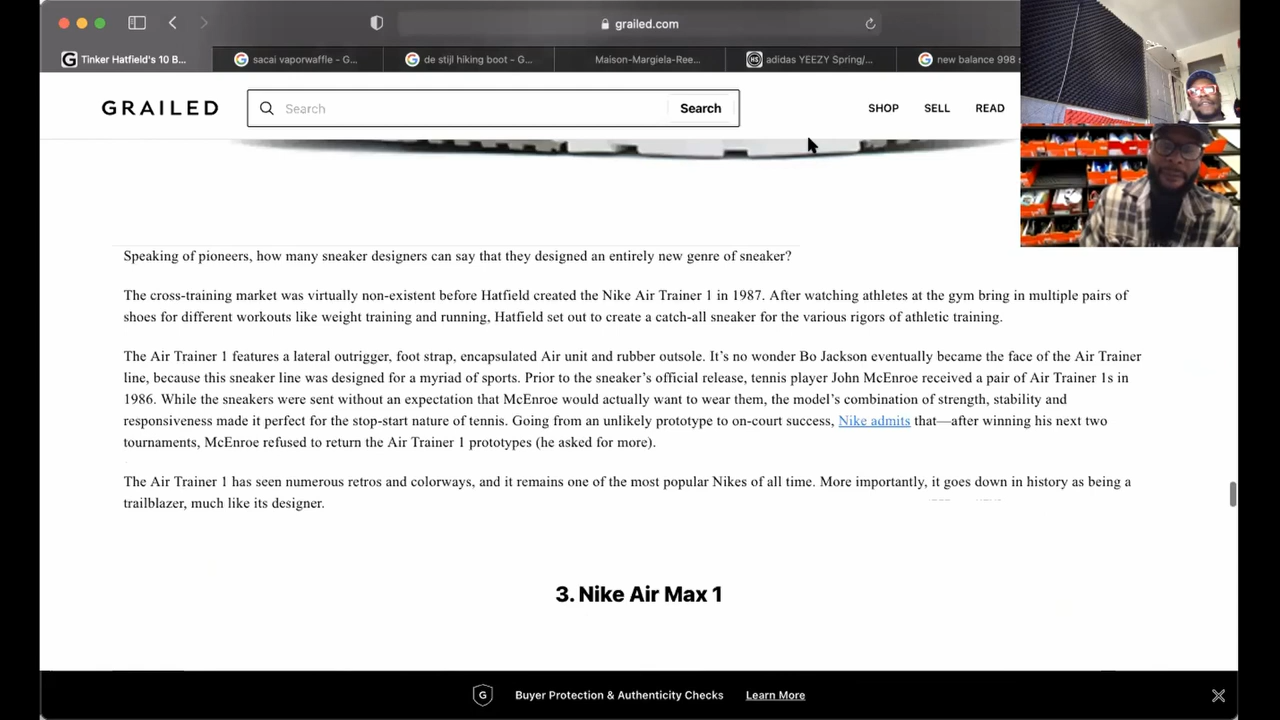 grailed.com
Tinker Hatfield's 10 B...
sacai vaporwaffle - G...
de stijl hiking boot - G...
Maison-Margiela-Ree...
adidas YEEZY Spring/...
new balance 998 s
GRAILED
Search
Search
SHOP
SELL
READ
Speaking of pioneers, how many sneaker designers can say that they designed an entirely new genre of sneaker?
The cross-training market was virtually non-existent before Hatfield created the Nike Air Trainer 1 in 1987. After watching athletes at the gym bring in multiple pairs of
shoes for different workouts like weight training and running, Hatfield set out to create a catch-all sneaker for the various rigors of athletic training.
The Air Trainer 1 features a lateral outrigger, foot strap, encapsulated Air unit and rubber outsole. It's no wonder Bo Jackson eventually became the face of the Air Trainer
line, because this sneaker line was designed for a myriad of sports. Prior to the sneaker's official release, tennis player John McEnroe received a pair of Air Trainer 1s in
1986. While the sneakers were sent without an expectation that McEnroe would actually want to wear them, the model's combination of strength, stability and
responsiveness made it perfect for the stop-start nature of tennis. Going from an unlikely prototype to on-court success, Nike admits that—after winning his next two
tournaments, McEnroe refused to return the Air Trainer 1 prototypes (he asked for more).
The Air Trainer 1 has seen numerous retros and colorways, and it remains one of the most popular Nikes of all time. More importantly, it goes down in history as being a
trailblazer, much like its designer.
3. Nike Air Max 1
G
Buyer Protection & Authenticity Checks
Learn More